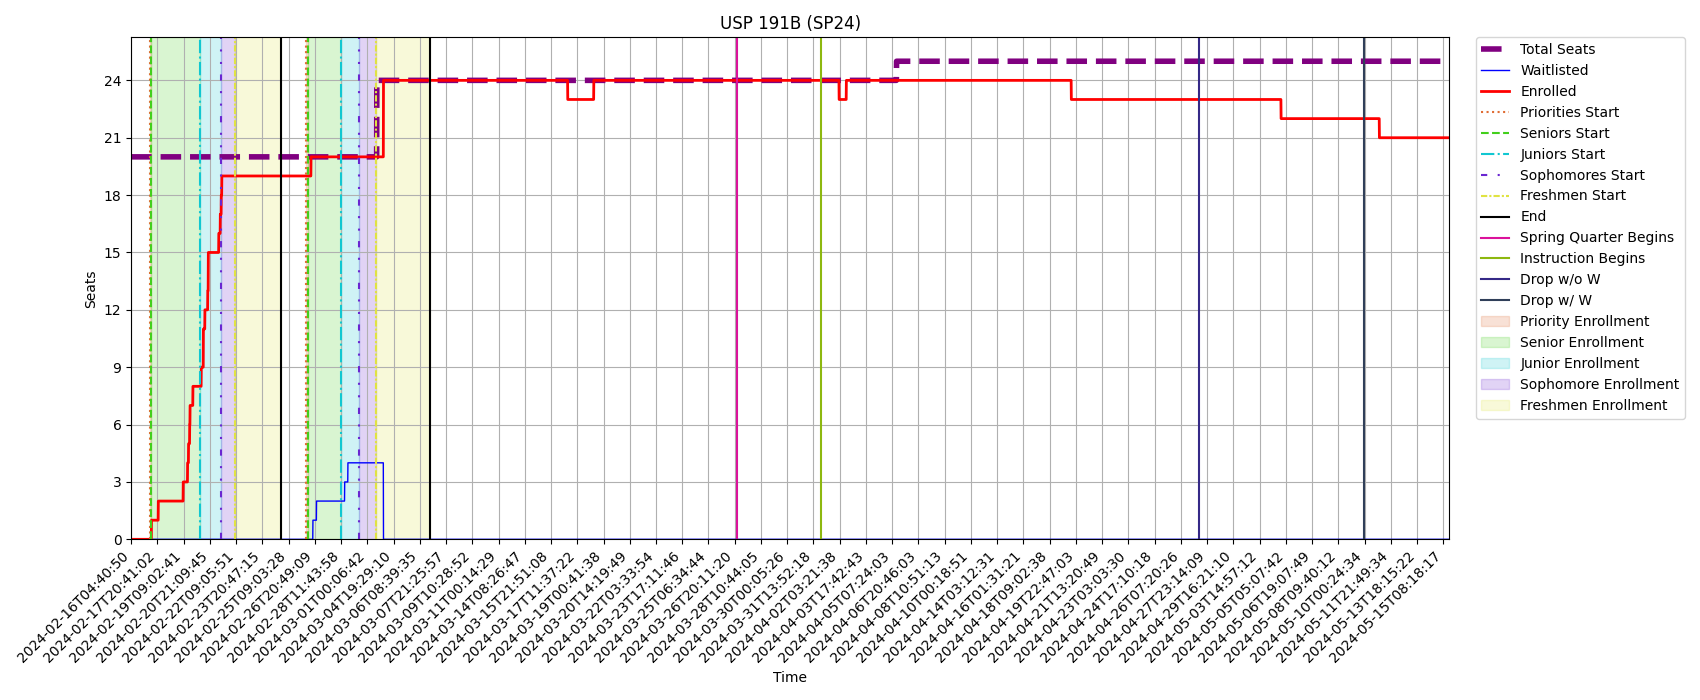 USP 191B (SP24)
Seats
24
21
18
15
12
9
6
3
0
2024-02-16T04:40:50
2024-02-17T20:41:02
2024-02-19T09:02:41
2024-02-20T21:09:45
2024-02-22T09:05:51
2024-02-23T20:47:15
2024-02-25T09:03:28
2024-02-26T20:49:09
2024-02-28T11:43:58
2024-03-01T00:06:42
2024-03-04T19:29:10
2024-03-06T08:39:35
2024-03-07T21:25:57
2024-03-09T10:28:52
2024-03-11T00:14:29
2024-03-14T08:26:47
2024-03-15T21:51:08
2024-03-17T11:37:22
2024-03-19T00:41:38
2024-03-20T14:19:49
2024-03-22T03:33:54
2024-03-23T17:11:46
2024-03-25T06:34:44
2024-03-26T20:11:20
2024-03-28T10:44:05
2024-03-30T00:05:26
2024-03-31T13:52:18
2024-04-02T03:21:38
2024-04-03T17:42:43
2024-04-05T07:24:03
2024-04-06T20:46:03
2024-04-08T10:51:13
2024-04-10T00:18:51
2024-04-14T03:12:31
2024-04-16T01:31:21
2024-04-18T09:02:38
2024-04-19T22:47:03
2024-04-21T13:20:49
2024-04-23T03:03:30
2024-04-24T17:10:18
2024-04-26T07:20:26
2024-04-27T23:14:09
2024-04-29T16:21:10
2024-05-03T14:57:12
2024-05-05T05:07:42
2024-05-06T19:07:49
2024-05-08T09:40:12
2024-05-10T00:24:34
2024-05-11T21:49:34
2024-05-13T18:15:22
2024-05-15T08:18:17
Time
Total Seats
Waitlisted
Enrolled
Priorities Start
Seniors Start
Juniors Start
Sophomores Start
Freshmen Start
End
Spring Quarter Begins
Instruction Begins
Drop w/o W
Drop w/ W
Priority Enrollment
Senior Enrollment
Junior Enrollment
Sophomore Enrollment
Freshmen Enrollment